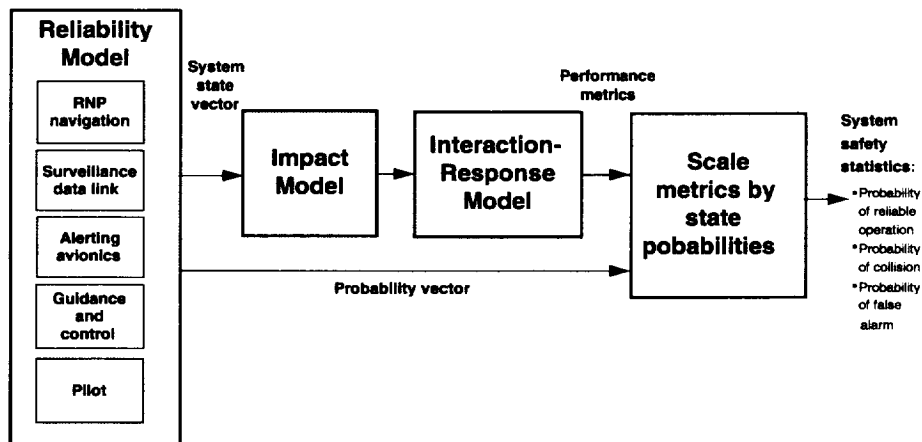 Reliability
Model
RNP
navigation
Surveillance
data link
Alerting
avionics
Guidance
and
control
Pilot
System
state
vector
Impact
Model
Interaction-
Response
Model
Performance
metrics
Scale
metrics by
state
pobabilities
Probability vector
System
safety
statistics:
• Probability
of reliable
operation
• Probability
of collision
• Probability
of false
alarm